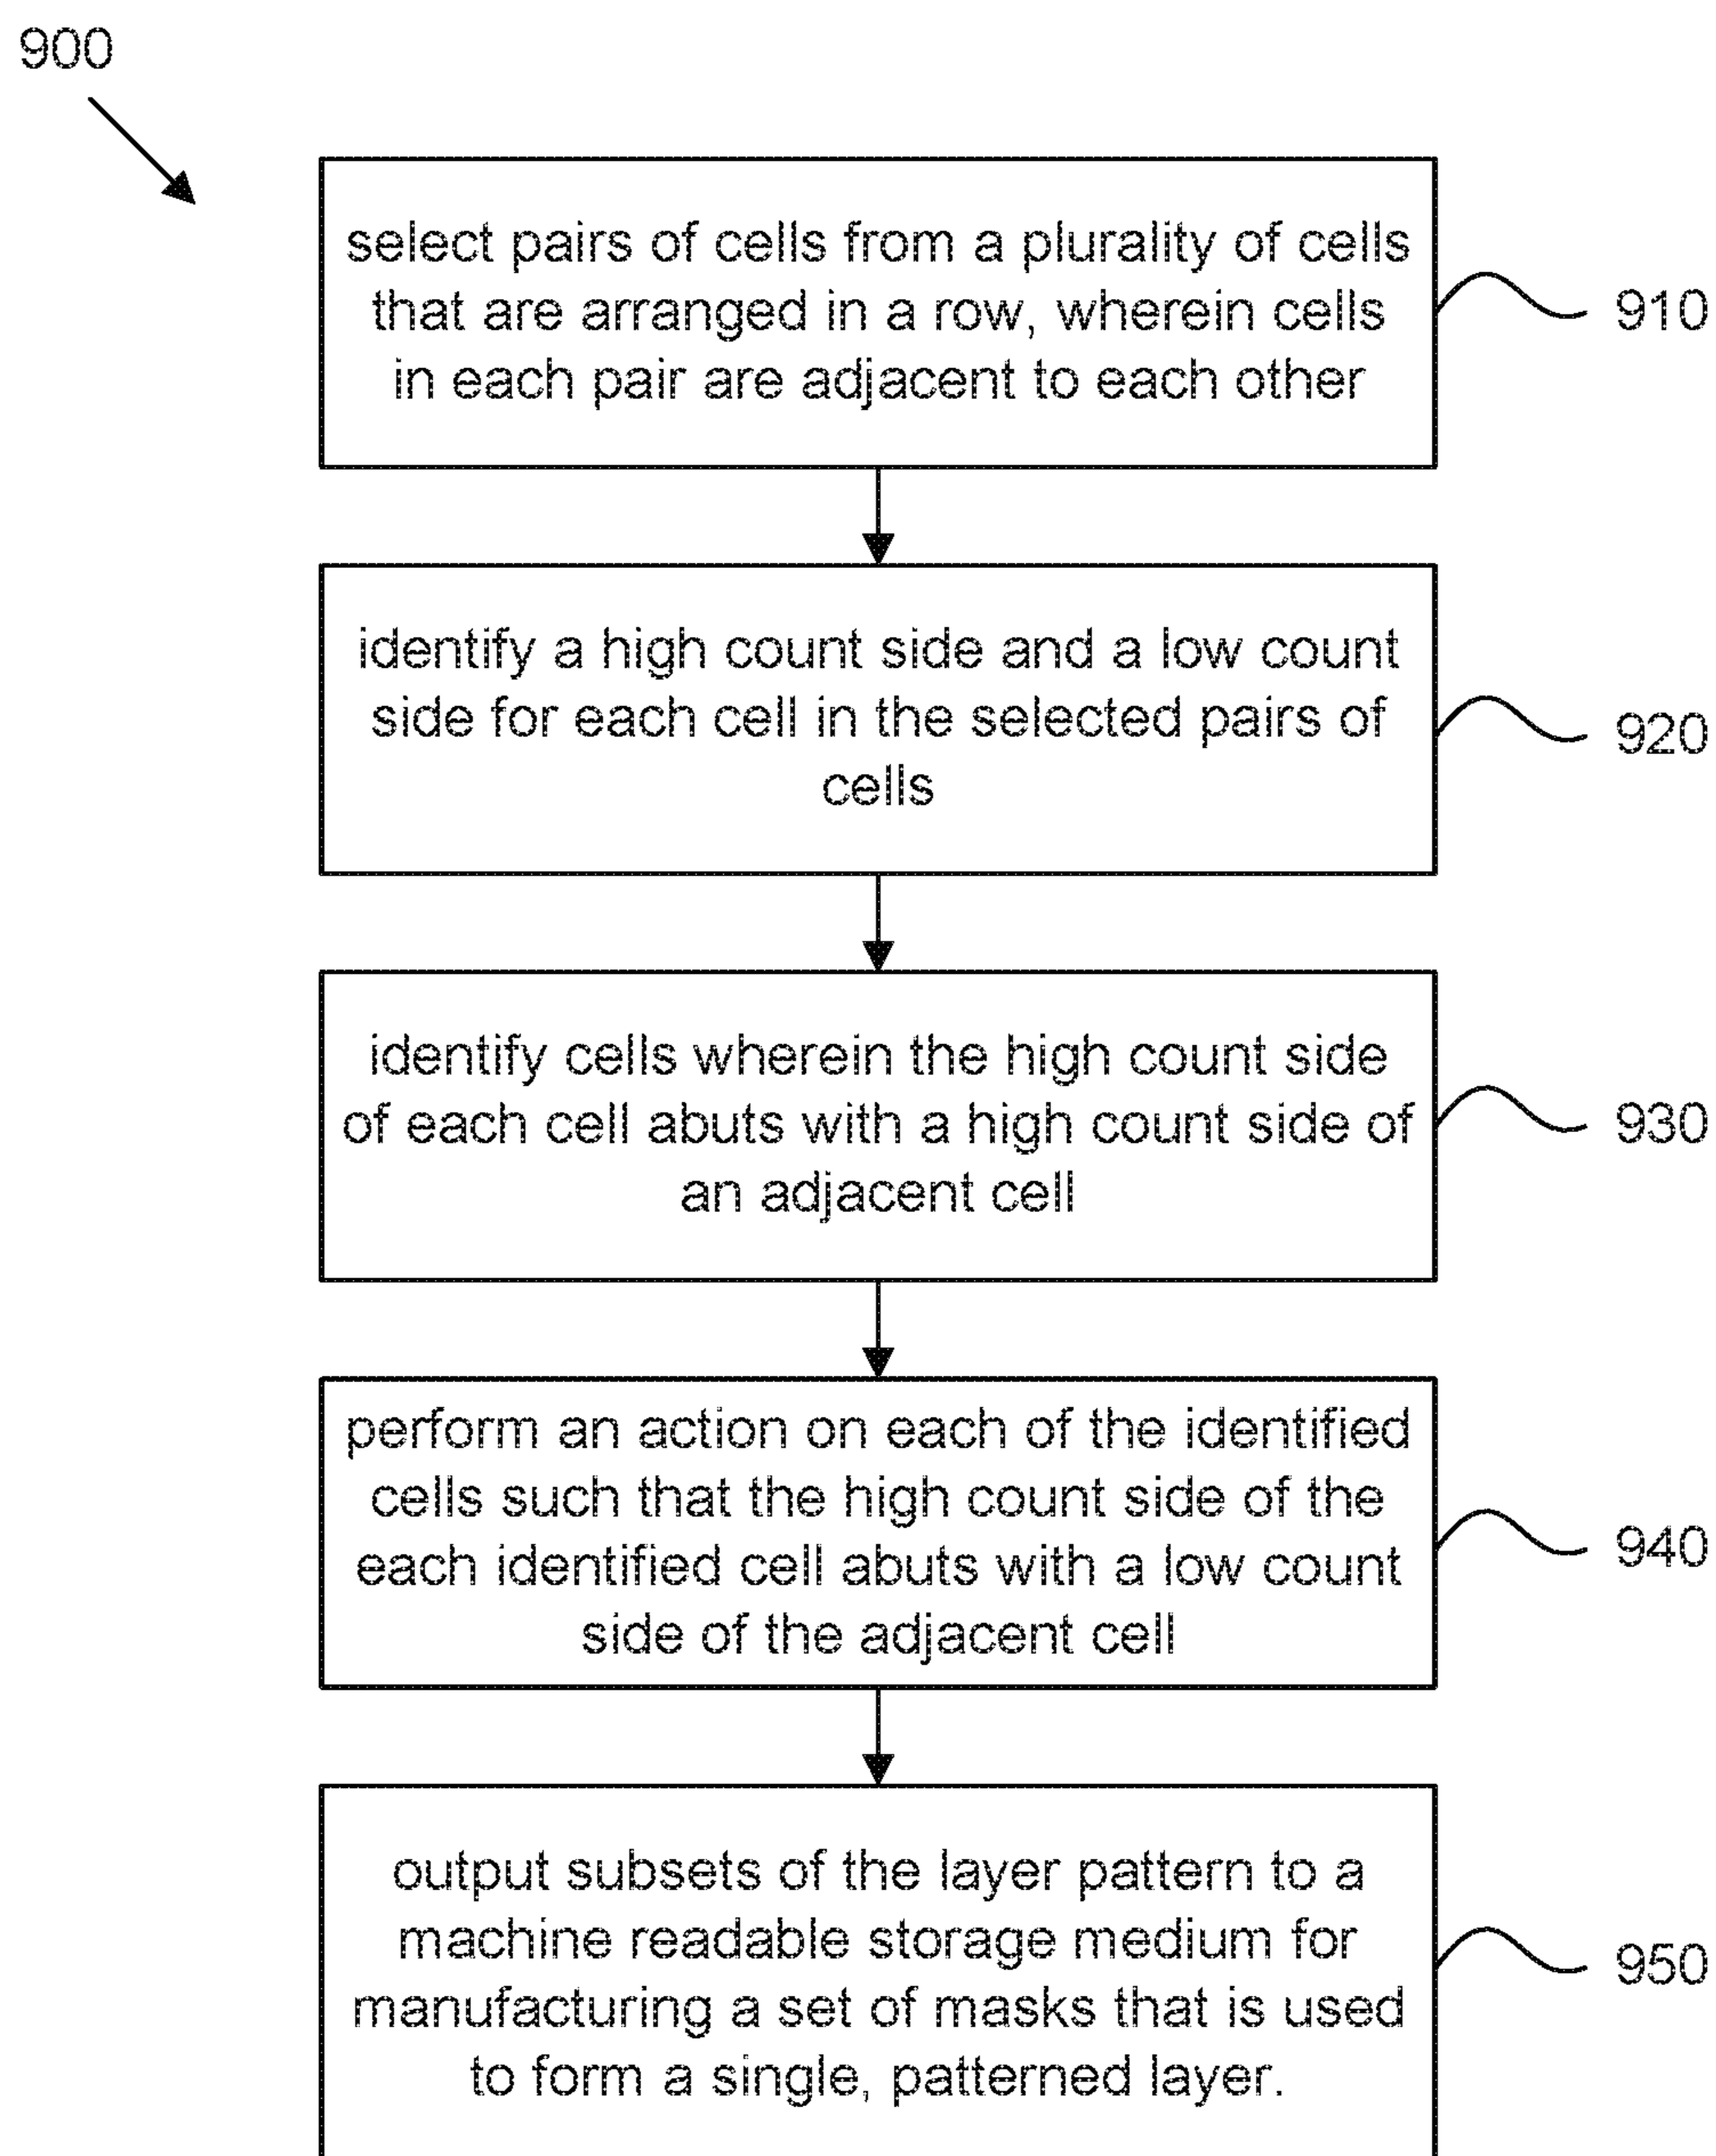 900
select pairs of cells from a plurality of cells
that are arranged in a row, wherein cells
in each pair are adjacent to each other
910
identify a high count side and a low count
side for each cell in the selected pairs of
cells
920
identify cells wherein the high count side
of each cell abuts with a high count side of
an adjacent cell
930
perform an action on each of the identified
cells such that the high count side of the
each identified cell abuts with a low count
side of the adjacent cell
940
output subsets of the layer pattern to a
machine readable storage medium for
manufacturing a set of masks that is used
to form a single, patterned layer.
950